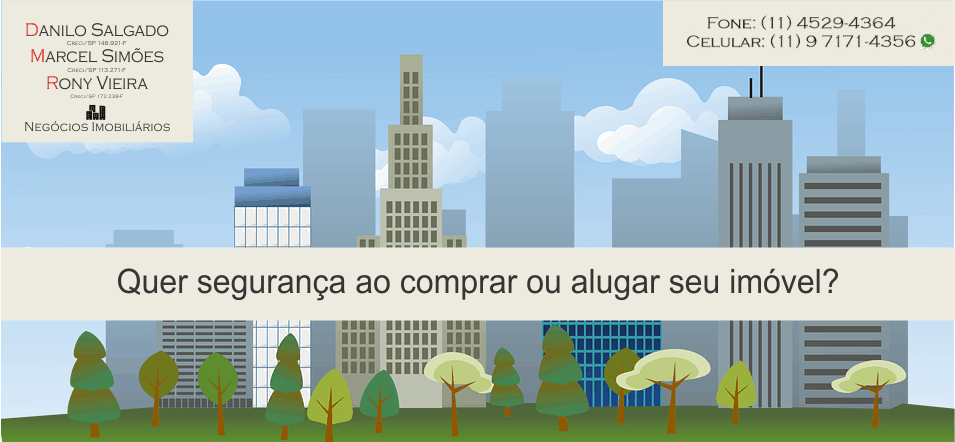 DANILO SALGADO
CRECI/SP 146.921-F
MARCEL SIMÕES
CRECI/SP 113.271-F
RONY VIEIRA
CRECI/SP 172.239-F
NEGÓCIOS IMOBILIÁRIOS
FONE: (11) 4529-4364
CELULAR: (11) 9 7171-4356
Quer segurança ao comprar ou alugar seu imóvel?